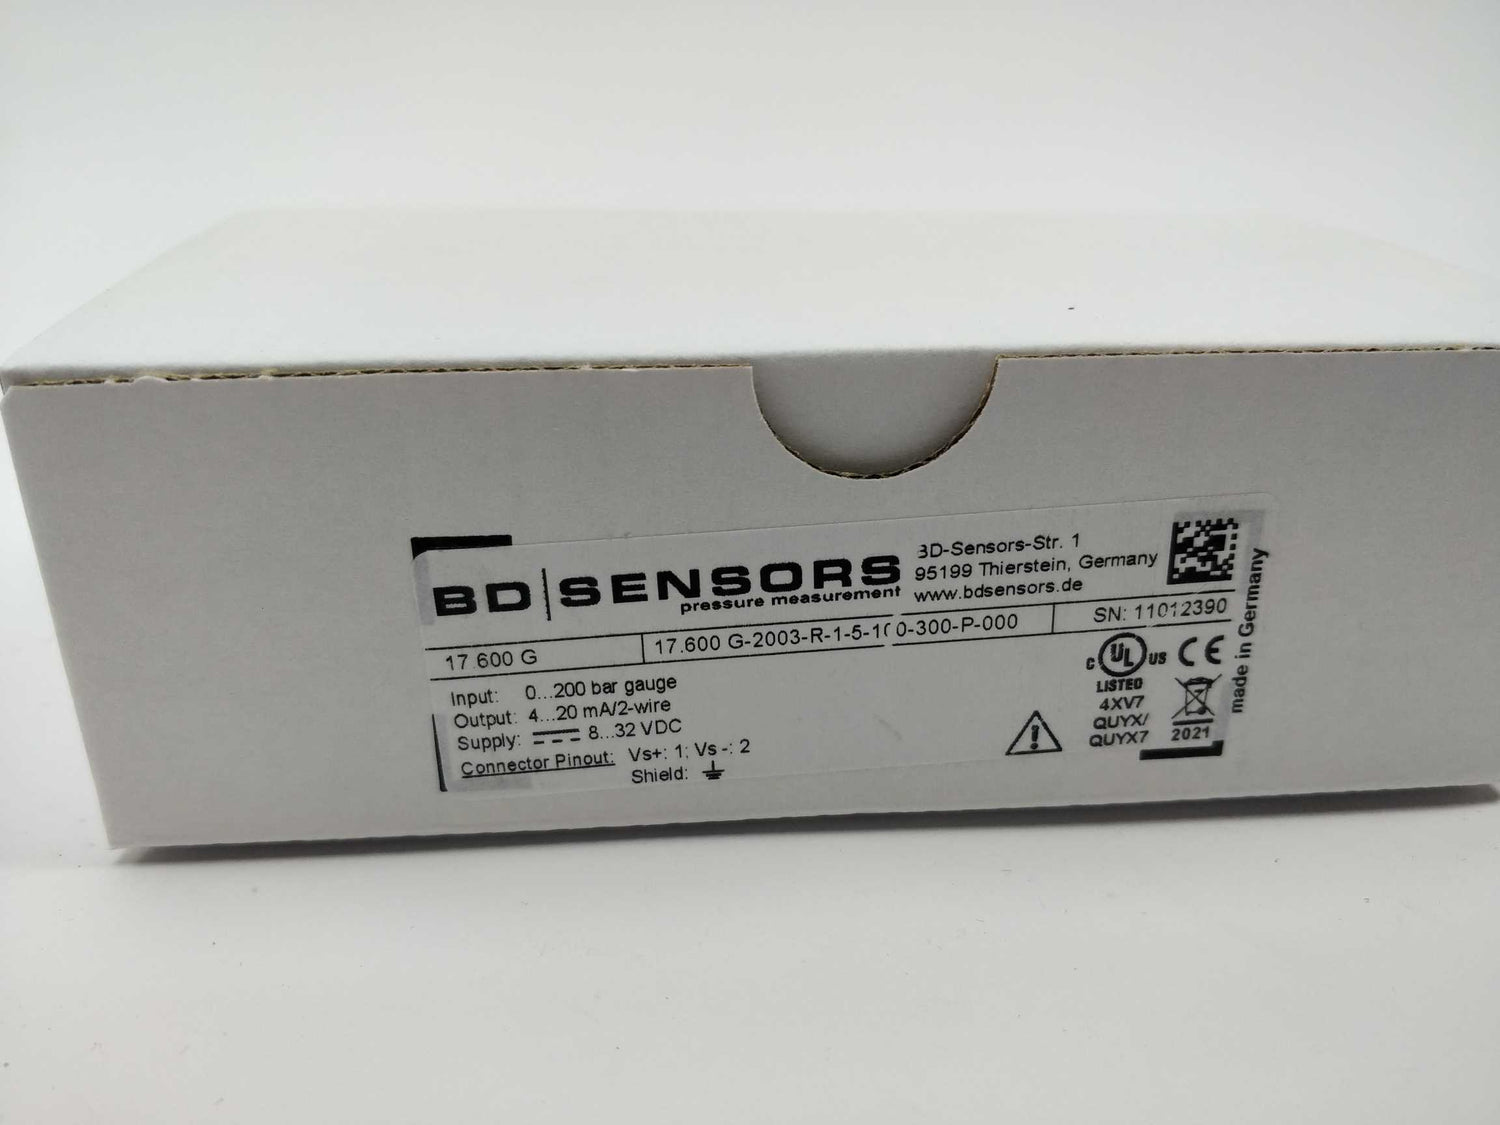 BD|SENSORS
pressure measurement
BD-Sensors-Str. 1
95199 Thierstein, Germany
www.bdsensors.de
17.600 G
17.600 G-2003-R-1-5-100-300-P-000
SN: 11012390
Input: 0...200 bar gauge
Output: 4...20 mA/2-wire
Supply: 8...32 VDC
Connector Pinout: Vs+: 1; Vs-: 2
Shield:
c UL US CE
LISTED
4XV7
QUYX/
QUYX7
2021
made in Germany